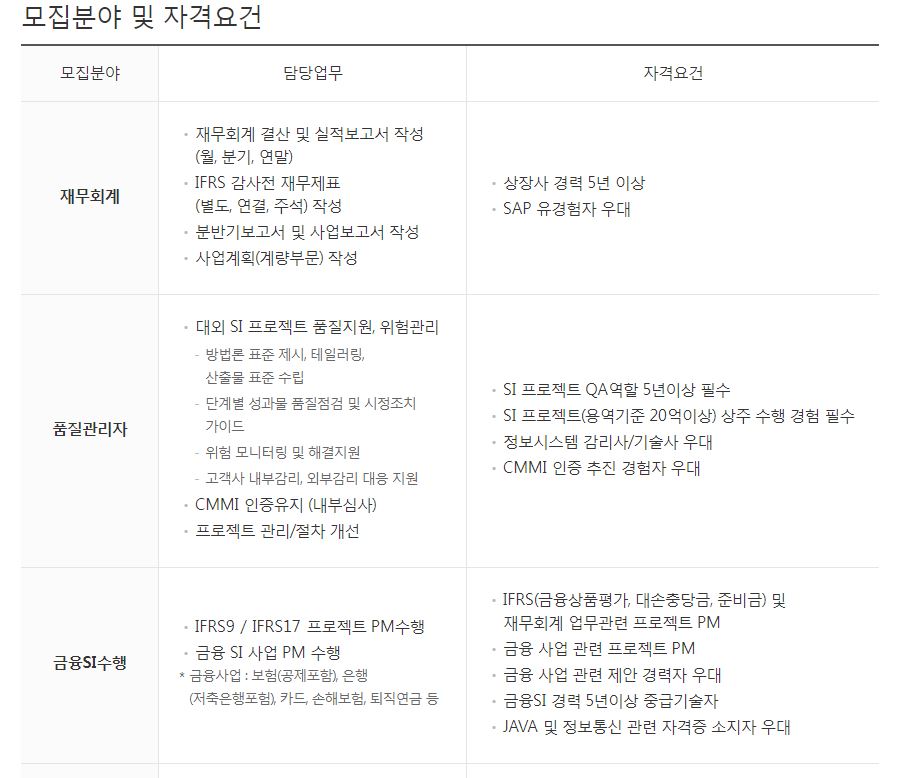 모집분야 및 자격요건
모집분야
담당업무
자격요건
재무회계
재무회계 결산 및 실적보고서 작성
(월, 분기, 연말)
IFRS 감사전 재무제표
(별도, 연결, 주석) 작성
분반기보고서 및 사업보고서 작성
사업계획(계량부문) 작성
상장사 경력 5년 이상
SAP 유경험자 우대
품질관리자
대외 SI 프로젝트 품질지원, 위험관리
- 방법론 표준 제시, 테일러링,
산출물 표준 수립
- 단계별 성과물 품질점검 및 시정조치
가이드
- 위험 모니터링 및 해결지원
- 고객사 내부감리, 외부감리 대응 지원
CMMI 인증유지 (내부심사)
프로젝트 관리/절차 개선
SI 프로젝트 QA역할 5년이상 필수
SI 프로젝트(용역기준 20억이상) 상주 수행 경험 필수
정보시스템 감리사/기술사 우대
CMMI 인증 추진 경험자 우대
금융SI수행
IFRS9 / IFRS17 프로젝트 PM수행
금융 SI 사업 PM 수행
* 금융사업 : 보험(공제포함), 은행
(저축은행포험), 카드, 손해보험, 퇴직연금 등
IFRS(금융상품평가, 대손충당금, 준비금) 및
재무회계 업무관련 프로젝트 PM
금융 사업 관련 프로젝트 PM
금융 사업 관련 제안 경력자 우대
금융SI 경력 5년이상 중급기술자
JAVA 및 정보통신 관련 자격증 소지자 우대